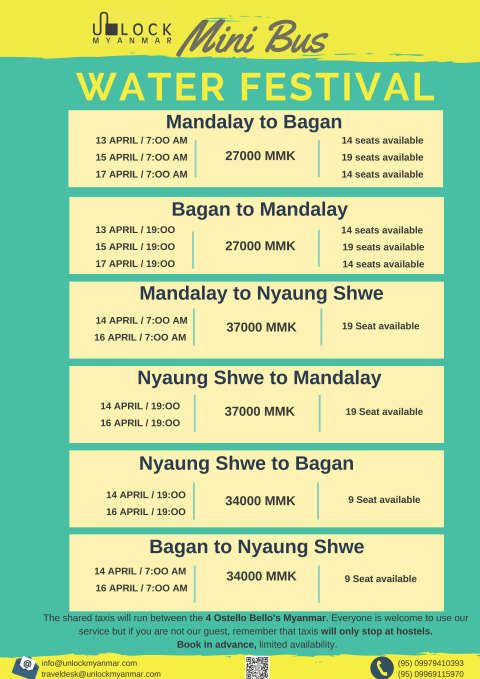 UNLOCK
MYANMAR
Mini Bus
WATER FESTIVAL
Mandalay to Bagan
13 APRIL / 7:OO AM
15 APRIL / 7:OO AM
17 APRIL / 7:OO AM
27000 MMK
14 seats available
19 seats available
14 seats available
Bagan to Mandalay
13 APRIL / 19:OO
15 APRIL / 19:OO
17 APRIL / 19:OO
27000 MMK
14 seats available
19 seats available
14 seats available
Mandalay to Nyaung Shwe
14 APRIL / 7:OO AM
16 APRIL / 7:OO AM
37000 MMK
19 Seat available
Nyaung Shwe to Mandalay
14 APRIL / 19:OO
16 APRIL / 19:OO
37000 MMK
19 Seat available
Nyaung Shwe to Bagan
14 APRIL / 19:OO
16 APRIL / 19:OO
34000 MMK
9 Seat available
Bagan to Nyaung Shwe
14 APRIL / 7:OO AM
16 APRIL / 7:OO AM
34000 MMK
9 Seat available
The shared taxis will run between the 4 Ostello Bello's Myanmar. Everyone is welcome to use our
service but if you are not our guest, remember that taxis will only stop at hostels.
Book in advance, limited availability.
@
info@unlockmyanmar.com
traveldesk@unlockmyanmar.com
(95) 09979410393
(95) 09969115970